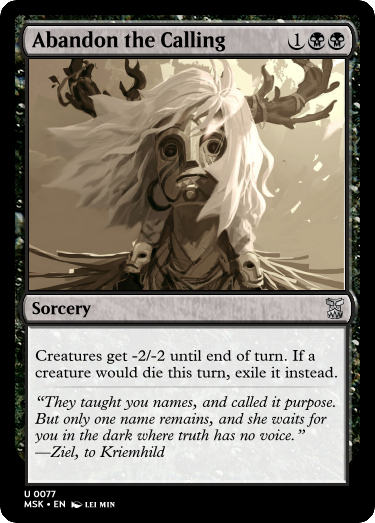 Abandon the Calling 1
Sorcery
Creatures get -2/-2 until end of turn. If a
creature would die this turn, exile it instead.
“They taught you names, and called it purpose.
But only one name remains, and she waits for
you in the dark where truth has no voice.”
—Ziel, to Kriemhild
U 0077
MSK • EN LEI MIN